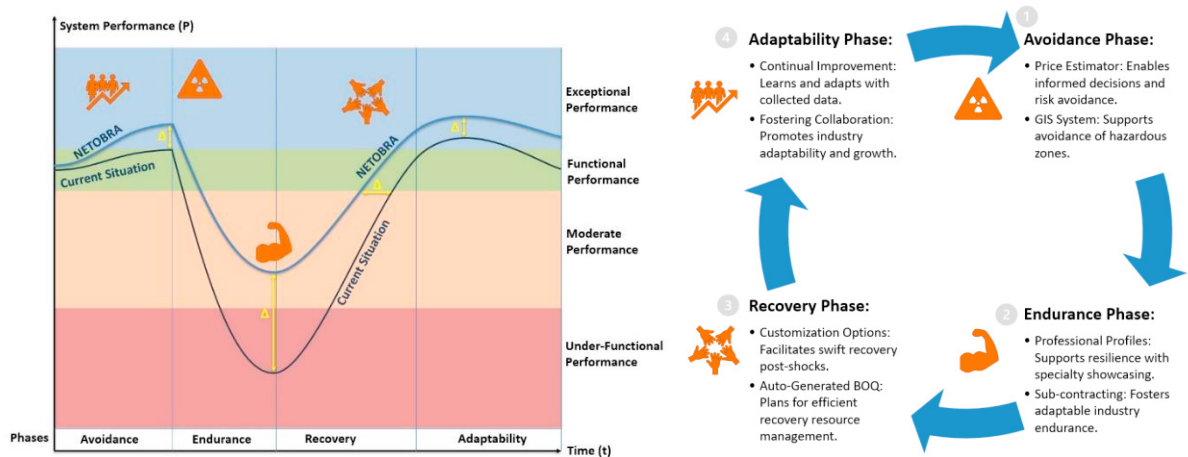 System Performance (P)
Exceptional
Performance
NETOBRA
NETOBRA
Functional
Performance
Current Situation
Δ
Δ
Δ
Δ
Moderate
Performance
Current Situation
Under-Functional
Performance
Phases
Avoidance
Endurance
Recovery
Adaptability
Time (t)
1
Avoidance Phase:
• Price Estimator: Enables
informed decisions and
risk avoidance.
• GIS System: Supports
avoidance of hazardous
zones.
2
Endurance Phase:
• Professional Profiles:
Supports resilience with
specialty showcasing.
• Sub-contracting: Fosters
adaptable industry
endurance.
3
Recovery Phase:
• Customization Options:
Facilitates swift recovery
post-shocks.
• Auto-Generated BOQ:
Plans for efficient
recovery resource
management.
4
Adaptability Phase:
• Continual Improvement:
Learns and adapts with
collected data.
• Fostering Collaboration:
Promotes industry
adaptability and growth.